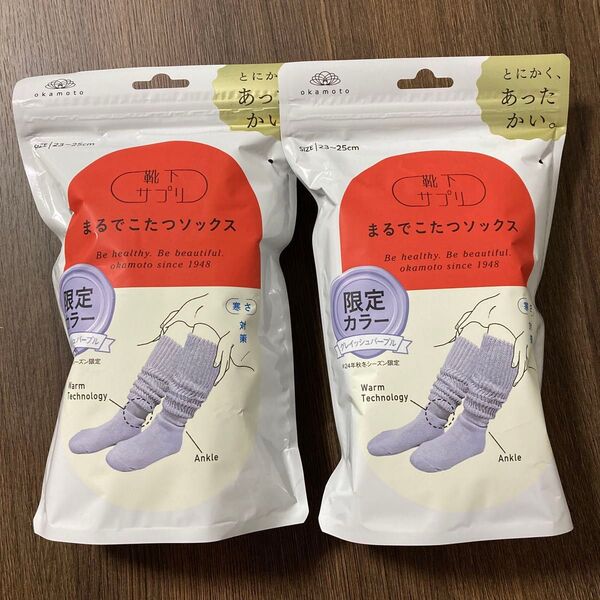 okamoto
とにかく、
あった
かい。
SIZE/23~25cm
靴下
サプリ
まるでこたつソックス
Be healthy. Be beautiful.
okamoto since 1948
限定
カラー
シュパープル
シーズン限定
寒さ
対策
Warm
Technology
Ankle
okamoto
とにかく、
あった
かい。
SIZE/23~25cm
靴下
サプリ
まるでこたつソックス
Be healthy. Be beautiful.
okamoto since 1948
限定
カラー
グレイッシュパープル
※24年秋冬シーズン限定
寒さ
対
Warm
Technology
Ankle